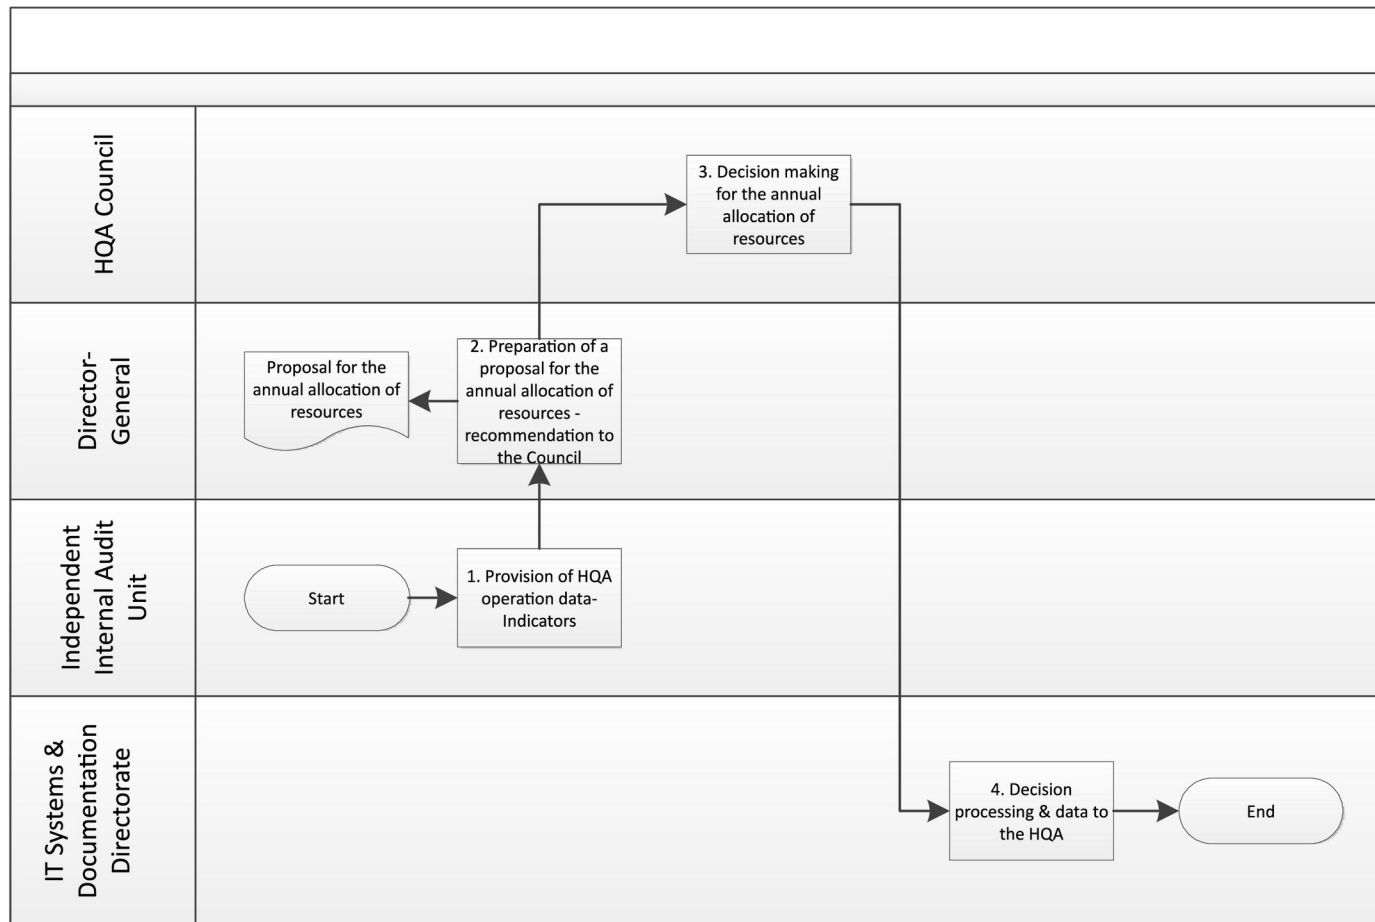 HQA Council
3. Decision making
for the annual
allocation of
resources
Director-
General
Proposal for the
annual allocation of
resources
2. Preparation of a
proposal for the
annual allocation of
resources -
recommendation to
the Council
Independent
Internal Audit
Unit
Start
1. Provision of HQA
operation data-
Indicators
IT Systems &
Documentation
Directorate
4. Decision
processing & data to
the HQA
End